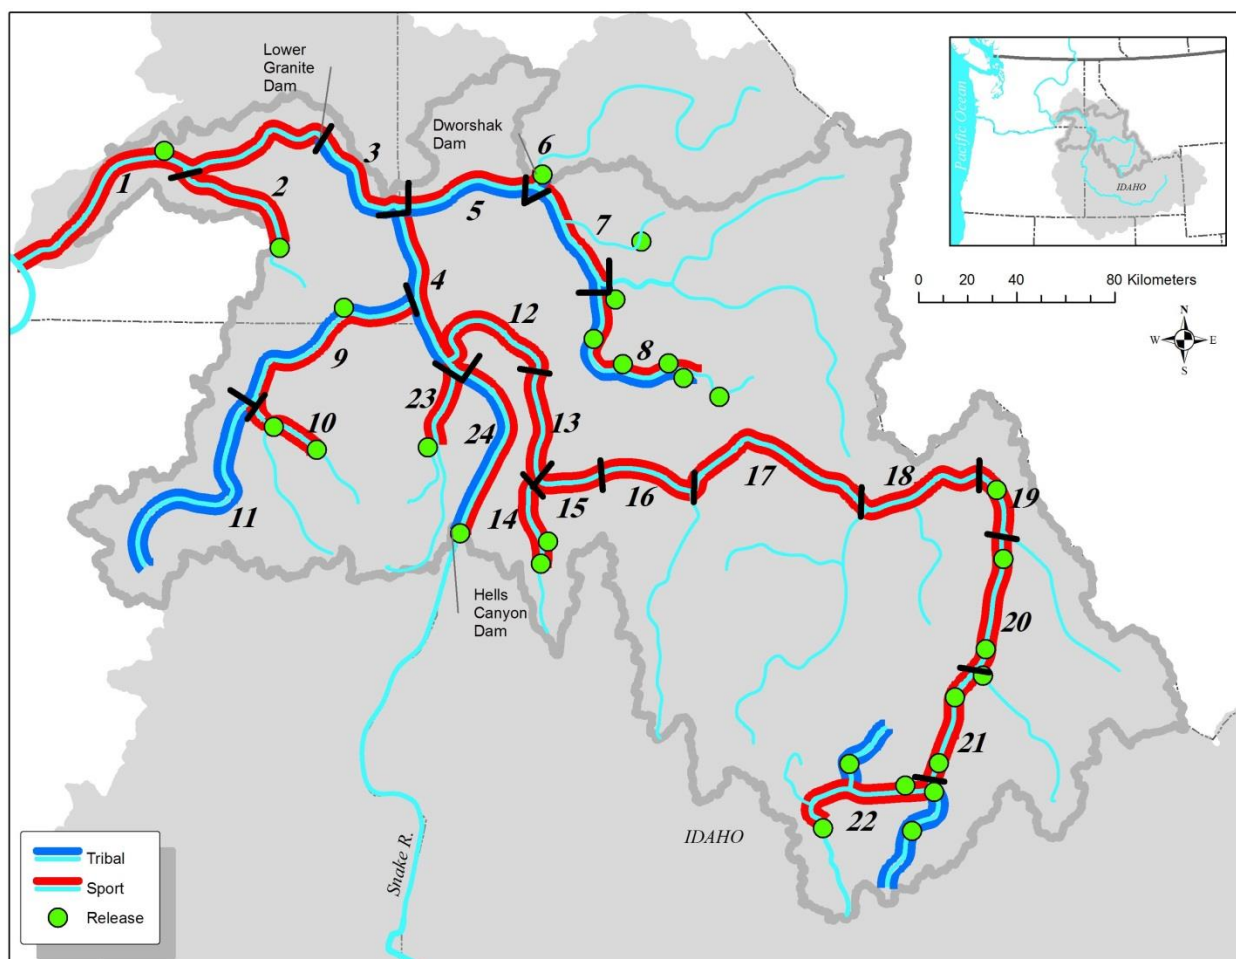 Lower
Granite
Dam
Dworshak
Dam
6
3
1
2
5
7
4
12
8
9
23
13
10
24
17
11
14
15
16
18
19
Hells
Canyon
Dam
20
21
22
IDAHO
Snake R.
Pacific Ocean
IDAHO
0 20 40 80 Kilometers
N
W E
S
Tribal
Sport
Release